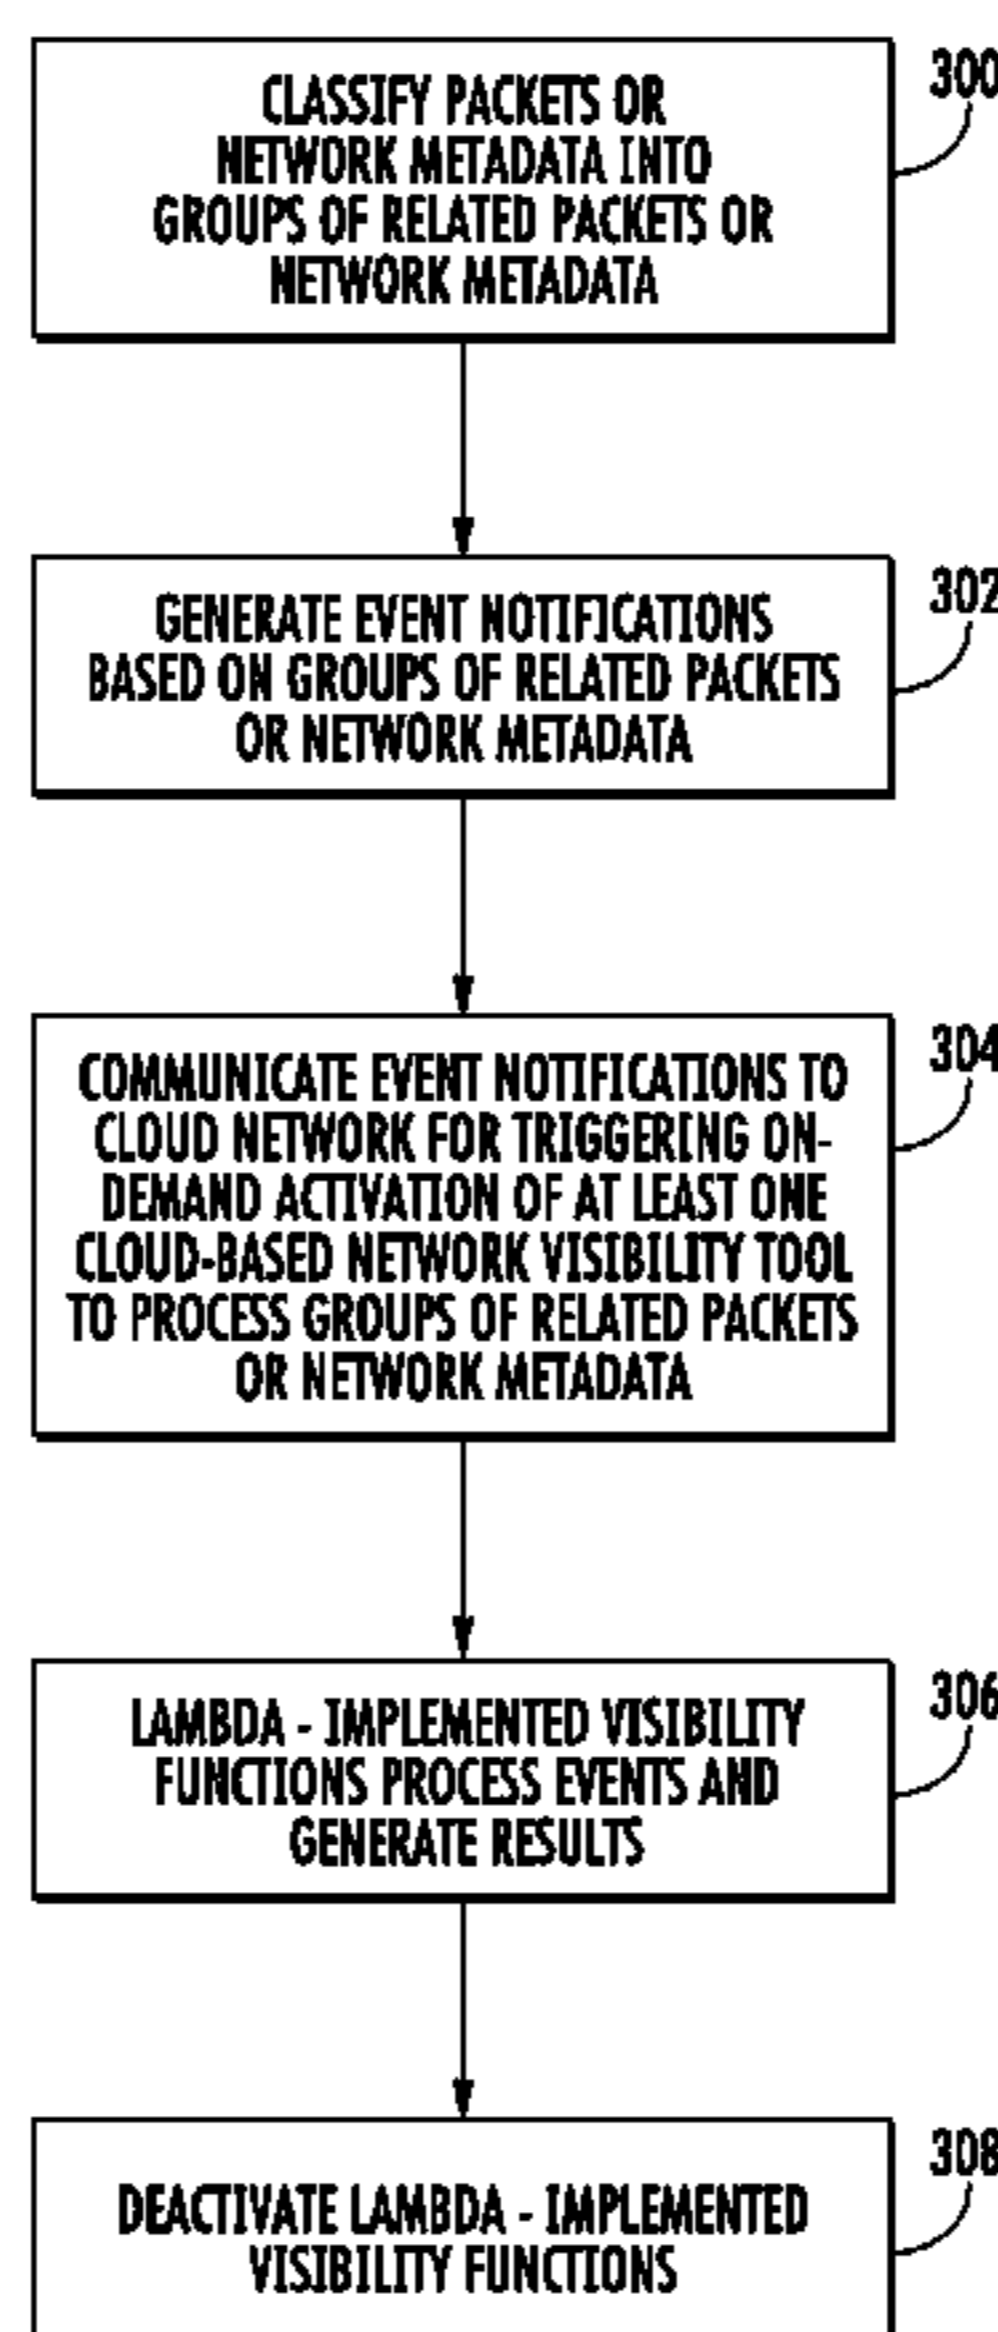 CLASSIFY PACKETS OR
NETWORK METADATA INTO
GROUPS OF RELATED PACKETS OR
NETWORK METADATA
300
GENERATE EVENT NOTIFICATIONS
BASED ON GROUPS OF RELATED PACKETS
OR NETWORK METADATA
302
COMMUNICATE EVENT NOTIFICATIONS TO
CLOUD NETWORK FOR TRIGGERING ON-
DEMAND ACTIVATION OF AT LEAST ONE
CLOUD-BASED NETWORK VISIBILITY TOOL
TO PROCESS GROUPS OF RELATED PACKETS
OR NETWORK METADATA
304
LAMBDA - IMPLEMENTED VISIBILITY
FUNCTIONS PROCESS EVENTS AND
GENERATE RESULTS
306
DEACTIVATE LAMBDA - IMPLEMENTED
VISIBILITY FUNCTIONS
308